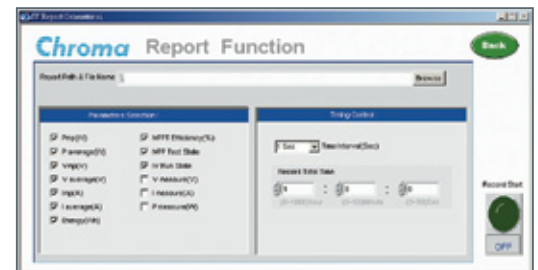 Chroma Report Function
Back
Report Path & File Name
Browse
Parameters Selection
Timing Control
Pmp(W)
P average(W)
Vmp(V)
V average(V)
Imp(A)
I average(A)
Energy(Wh)
MPPT Efficiency(%)
MPP Test State
IV Run State
V measure(V)
I measure(A)
P measure(W)
1 Sec
Time Interval(Sec)
Record Total Time
: :
Record Start
OFF